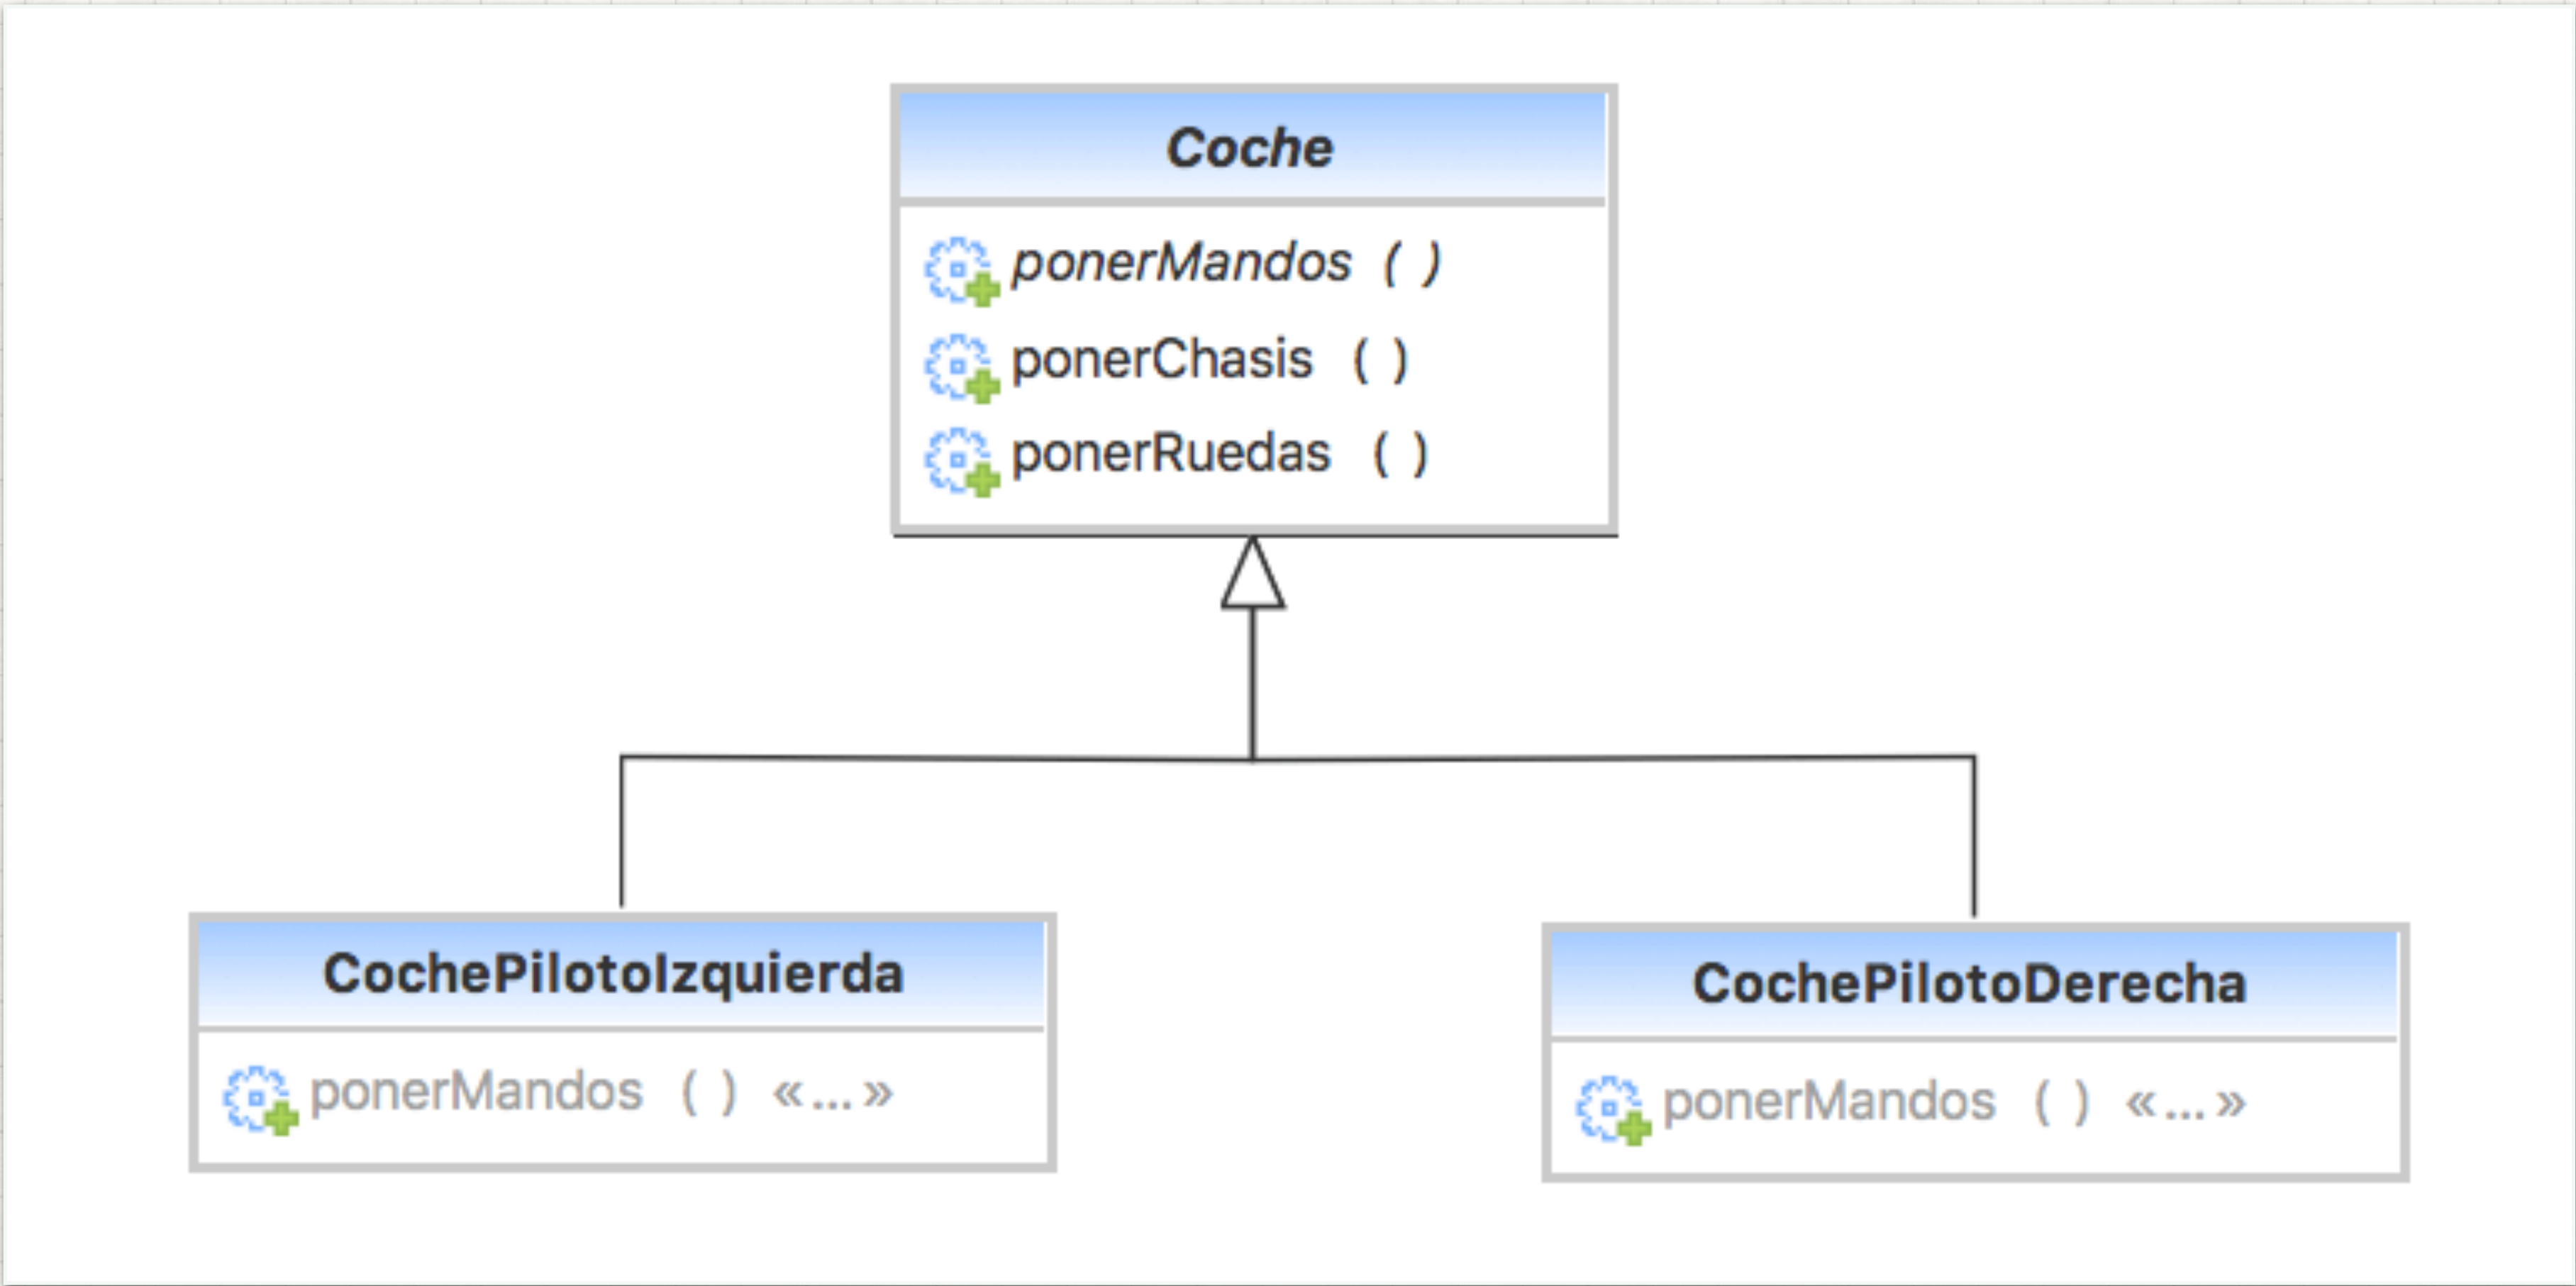 Coche
ponerMandos ( )
ponerChasis ( )
ponerRuedas ( )
CochePilotoIzquierda
ponerMandos ( ) «...»
CochePilotoDerecha
ponerMandos ( ) «...»